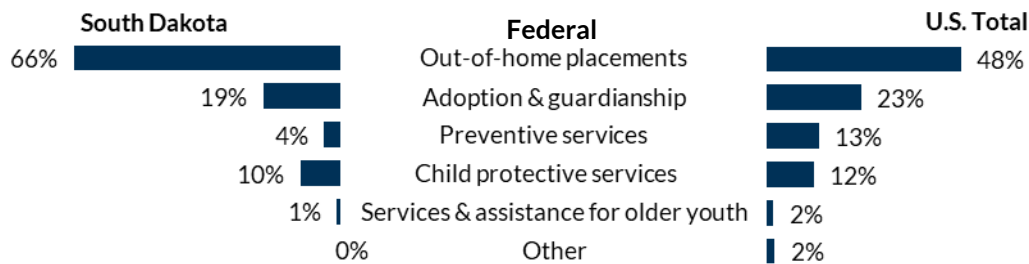 South Dakota Federal U.S. Total
66% Out-of-home placements 48%
19% Adoption & guardianship 23%
4% Preventive services 13%
10% Child protective services 12%
1% Services & assistance for older youth 2%
0% Other 2%